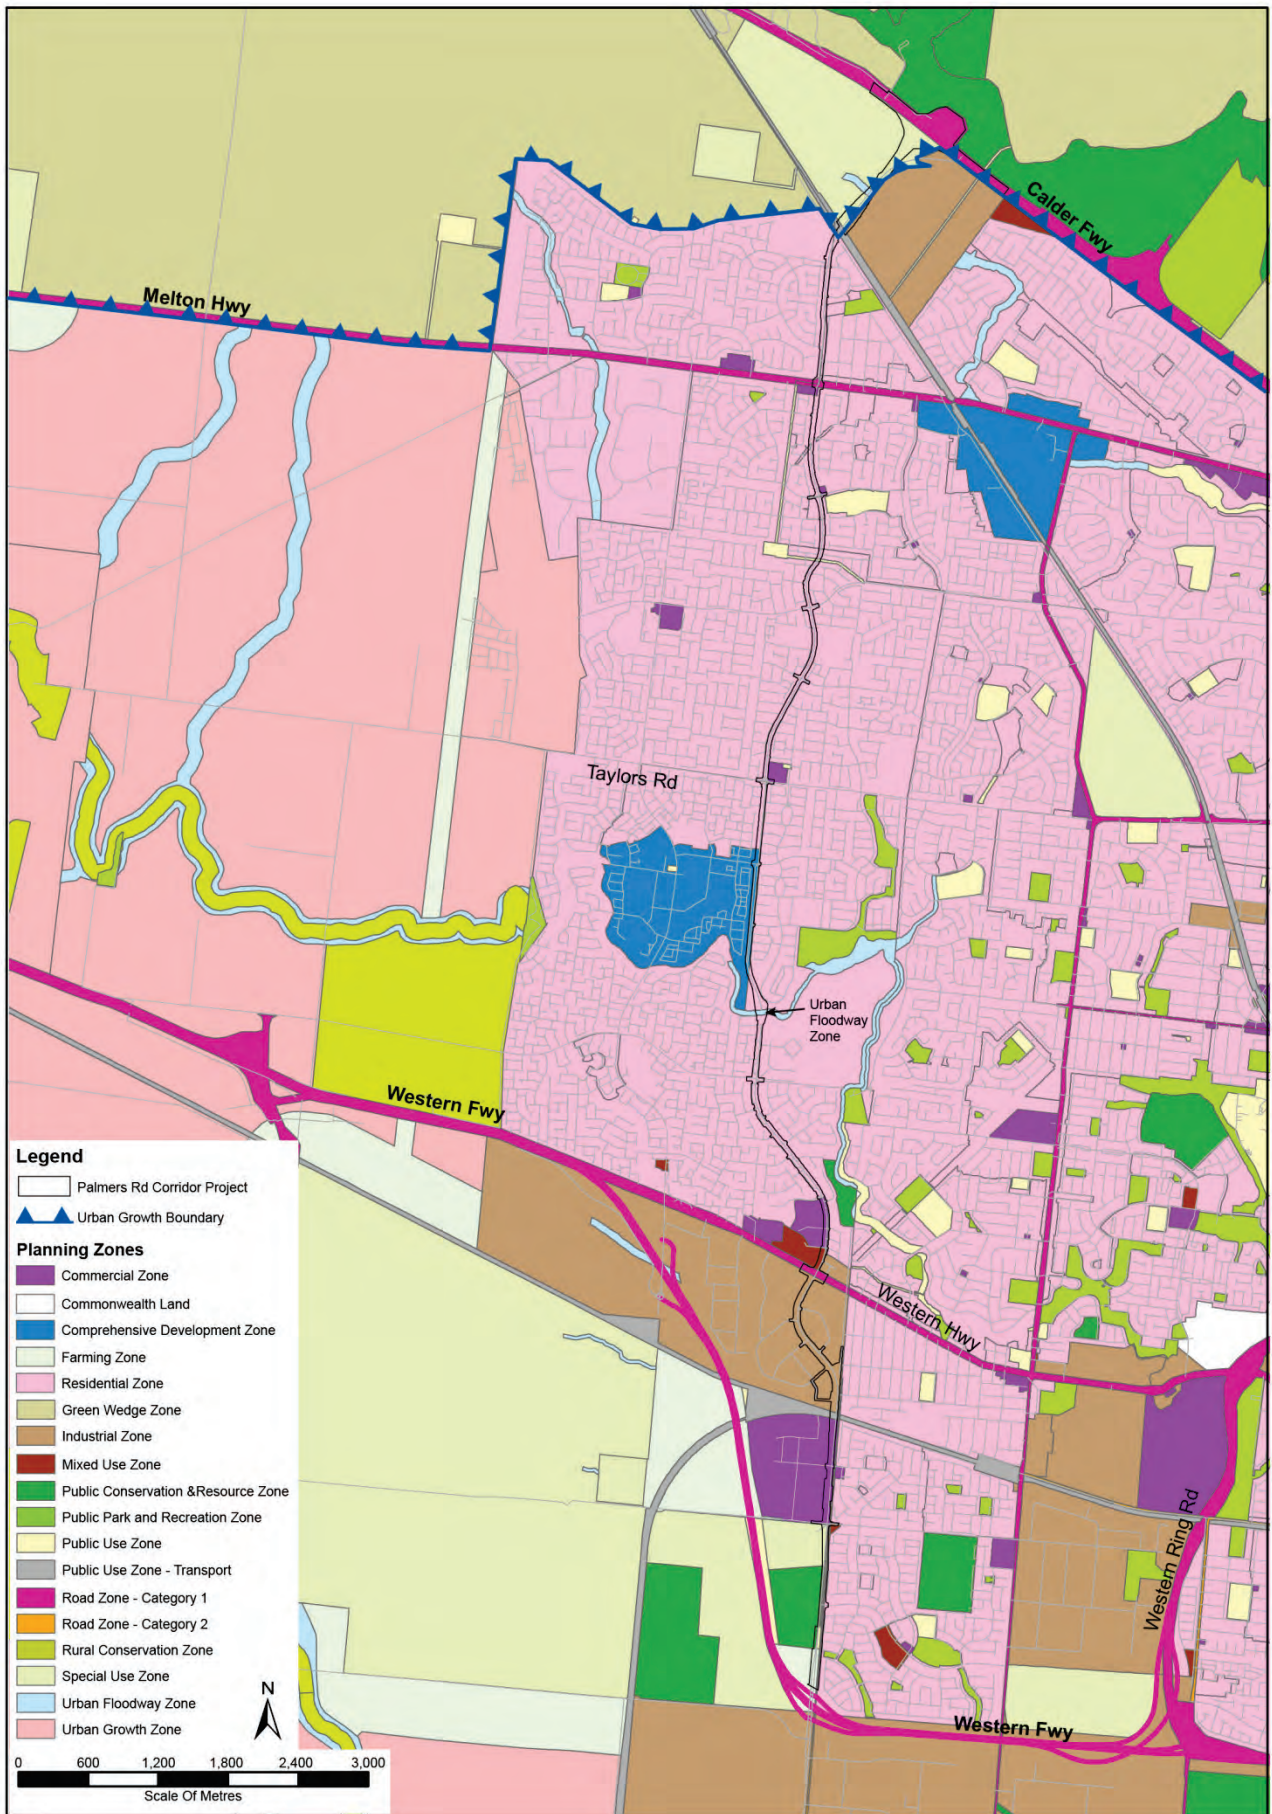 Calder Fwy
Melton Hwy
Taylors Rd
Urban
Floodway
Zone
Western Fwy
Western Hwy
Western Ring Rd
Western Fwy
Legend
Palmers Rd Corridor Project
Urban Growth Boundary
Planning Zones
Commercial Zone
Commonwealth Land
Comprehensive Development Zone
Farming Zone
Residential Zone
Green Wedge Zone
Industrial Zone
Mixed Use Zone
Public Conservation &Resource Zone
Public Park and Recreation Zone
Public Use Zone
Public Use Zone - Transport
Road Zone - Category 1
Road Zone - Category 2
Rural Conservation Zone
Special Use Zone
Urban Floodway Zone
Urban Growth Zone
N
0 600 1,200 1,800 2,400 3,000
Scale Of Metres